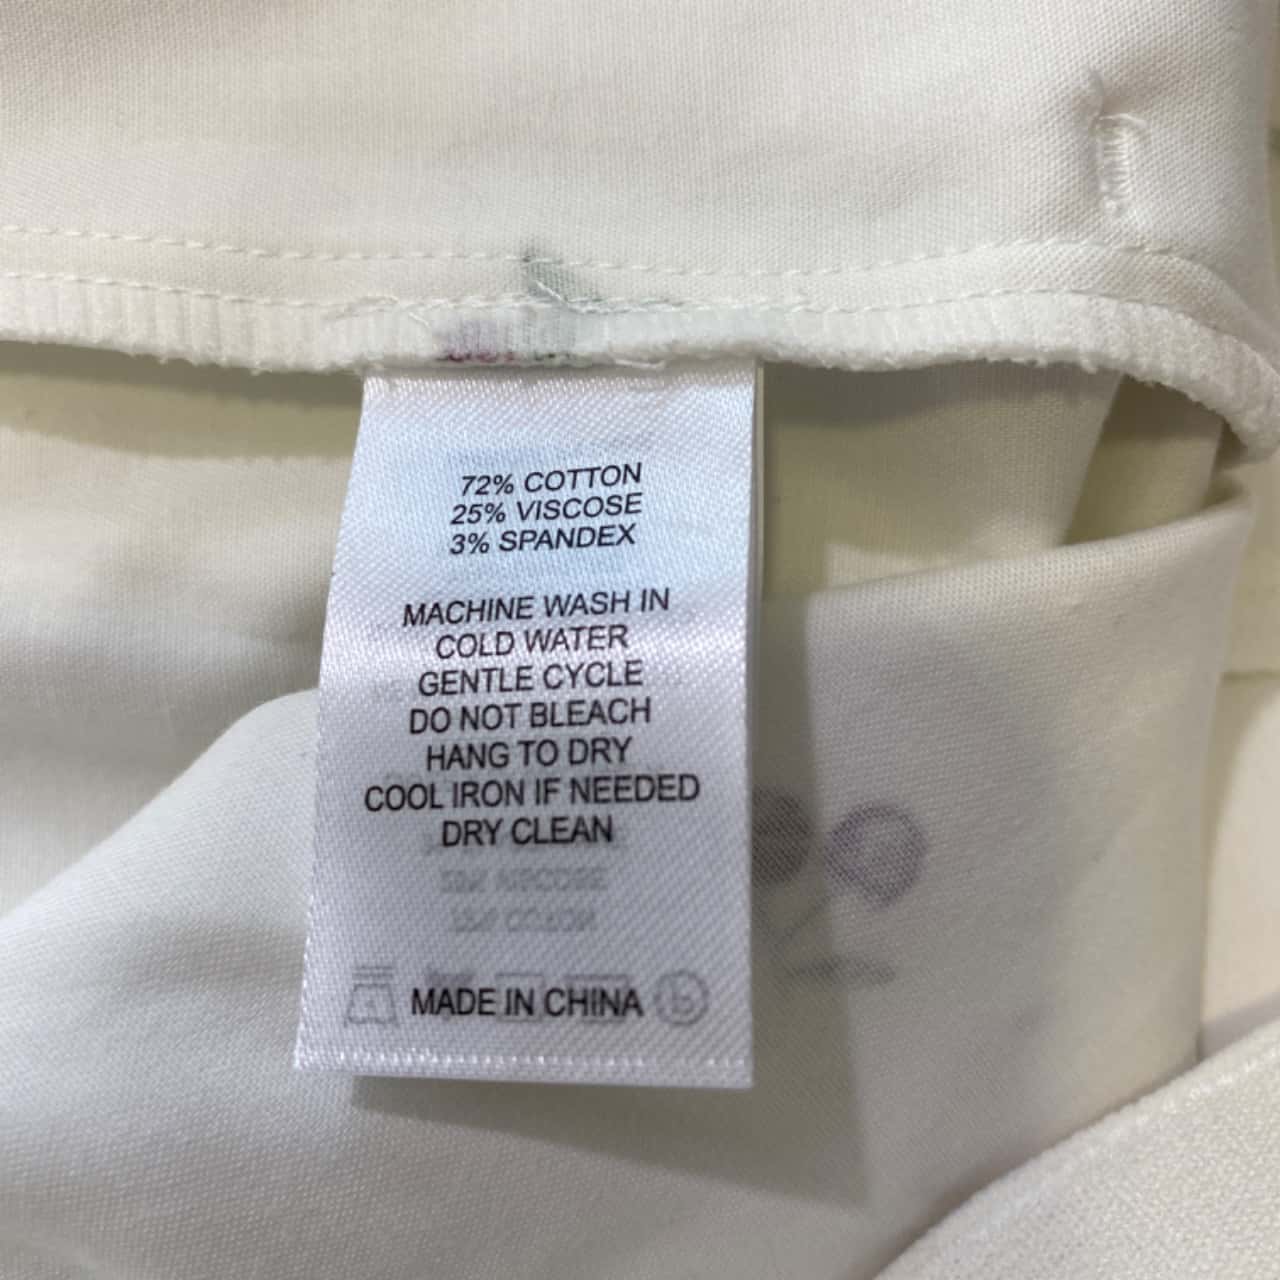 72% COTTON
25% VISCOSE
3% SPANDEX
MACHINE WASH IN
COLD WATER
GENTLE CYCLE
DO NOT BLEACH
HANG TO DRY
COOL IRON IF NEEDED
DRY CLEAN
MADE IN CHINA